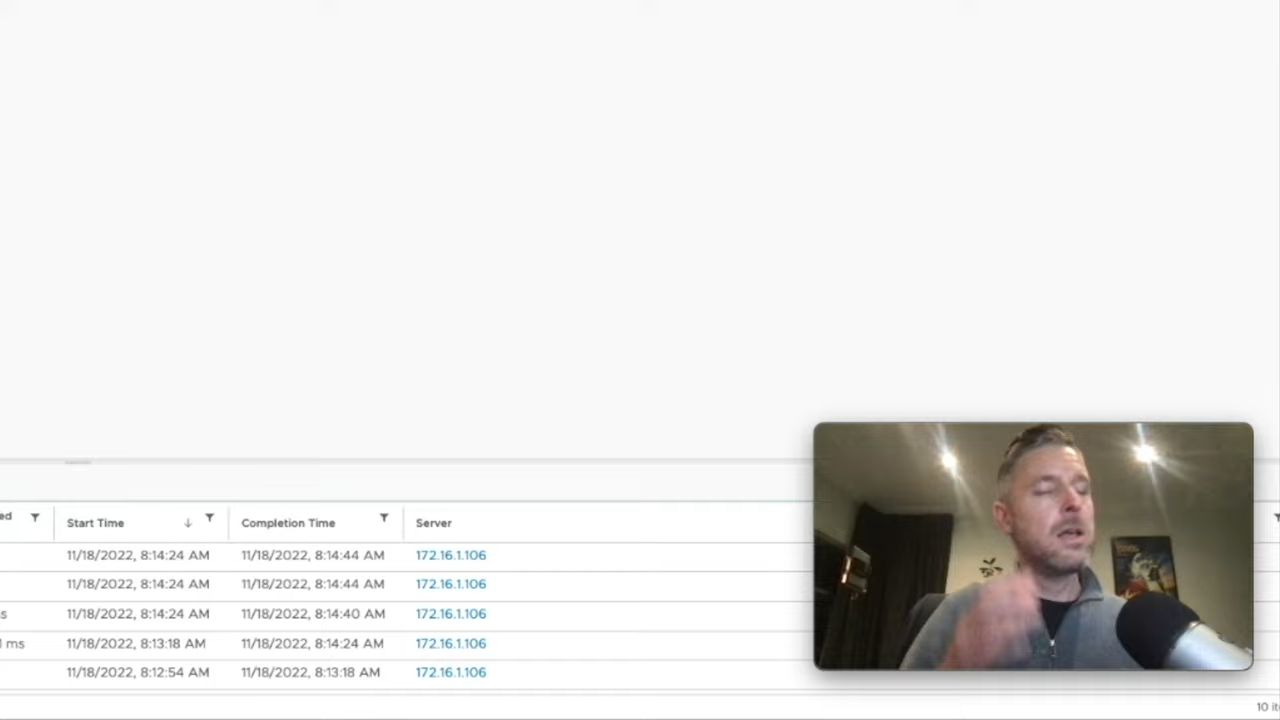 ed Start Time Completion Time Server
11/18/2022, 8:14:24 AM 11/18/2022, 8:14:44 AM 172.16.1.106
11/18/2022, 8:14:24 AM 11/18/2022, 8:14:44 AM 172.16.1.106
s 11/18/2022, 8:14:24 AM 11/18/2022, 8:14:40 AM 172.16.1.106
1 ms 11/18/2022, 8:13:18 AM 11/18/2022, 8:14:24 AM 172.16.1.106
11/18/2022, 8:12:54 AM 11/18/2022, 8:13:18 AM 172.16.1.106
10 it